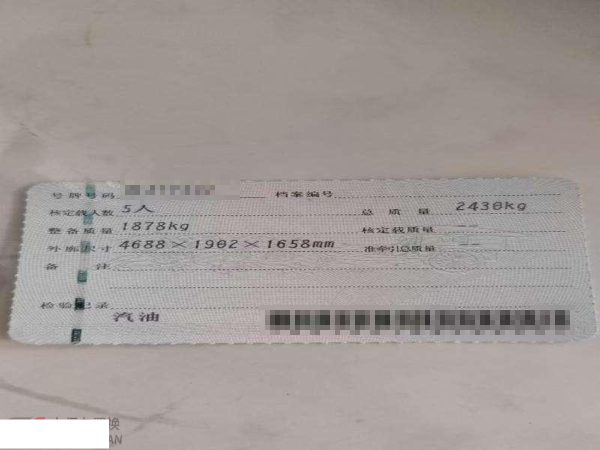 号牌号码 档案编号
核定载人数 5人 总质量 2430kg
整备质量 1878kg 核定载质量 --
外廓尺寸 4688×1902×1658mm 准牵引总质量 --
备注
检验记录
汽油